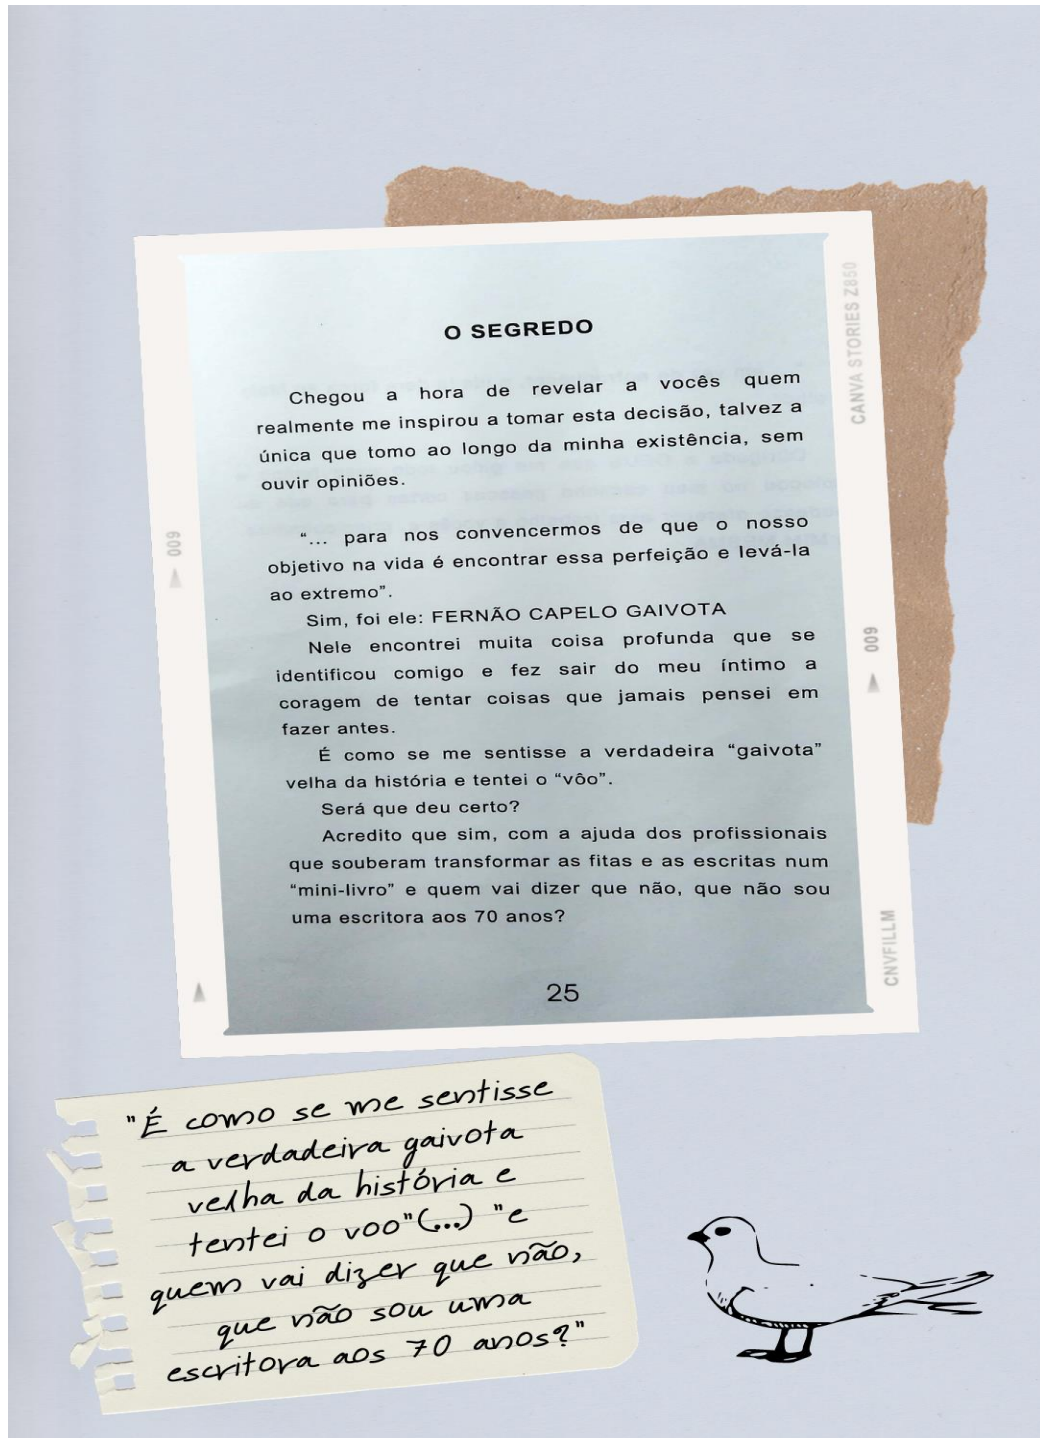 O SEGREDO
Chegou a hora de revelar a vocês quem
realmente me inspirou a tomar esta decisão, talvez a
única que tomo ao longo da minha existência, sem
ouvir opiniões.
“... para nos convencermos de que o nosso
objetivo na vida é encontrar essa perfeição e levá-la
ao extremo”.
Sim, foi ele: FERNÃO CAPELO GAIVOTA
Nele encontrei muita coisa profunda que se
identificou comigo e fez sair do meu íntimo a
coragem de tentar coisas que jamais pensei em
fazer antes.
É como se me sentisse a verdadeira “gaivota”
velha da história e tentei o “vôo”.
Será que deu certo?
Acredito que sim, com a ajuda dos profissionais
que souberam transformar as fitas e as escritas num
“mini-livro” e quem vai dizer que não, que não sou
uma escritora aos 70 anos?
25
009
CANVA STORIES Z850
009
CNVFILLM
"É como se me sentisse
a verdadeira gaivota
velha da história e
tentei o voo"(...) "e
quem vai dizer que não,
que não sou uma
escritora aos 70 anos?"